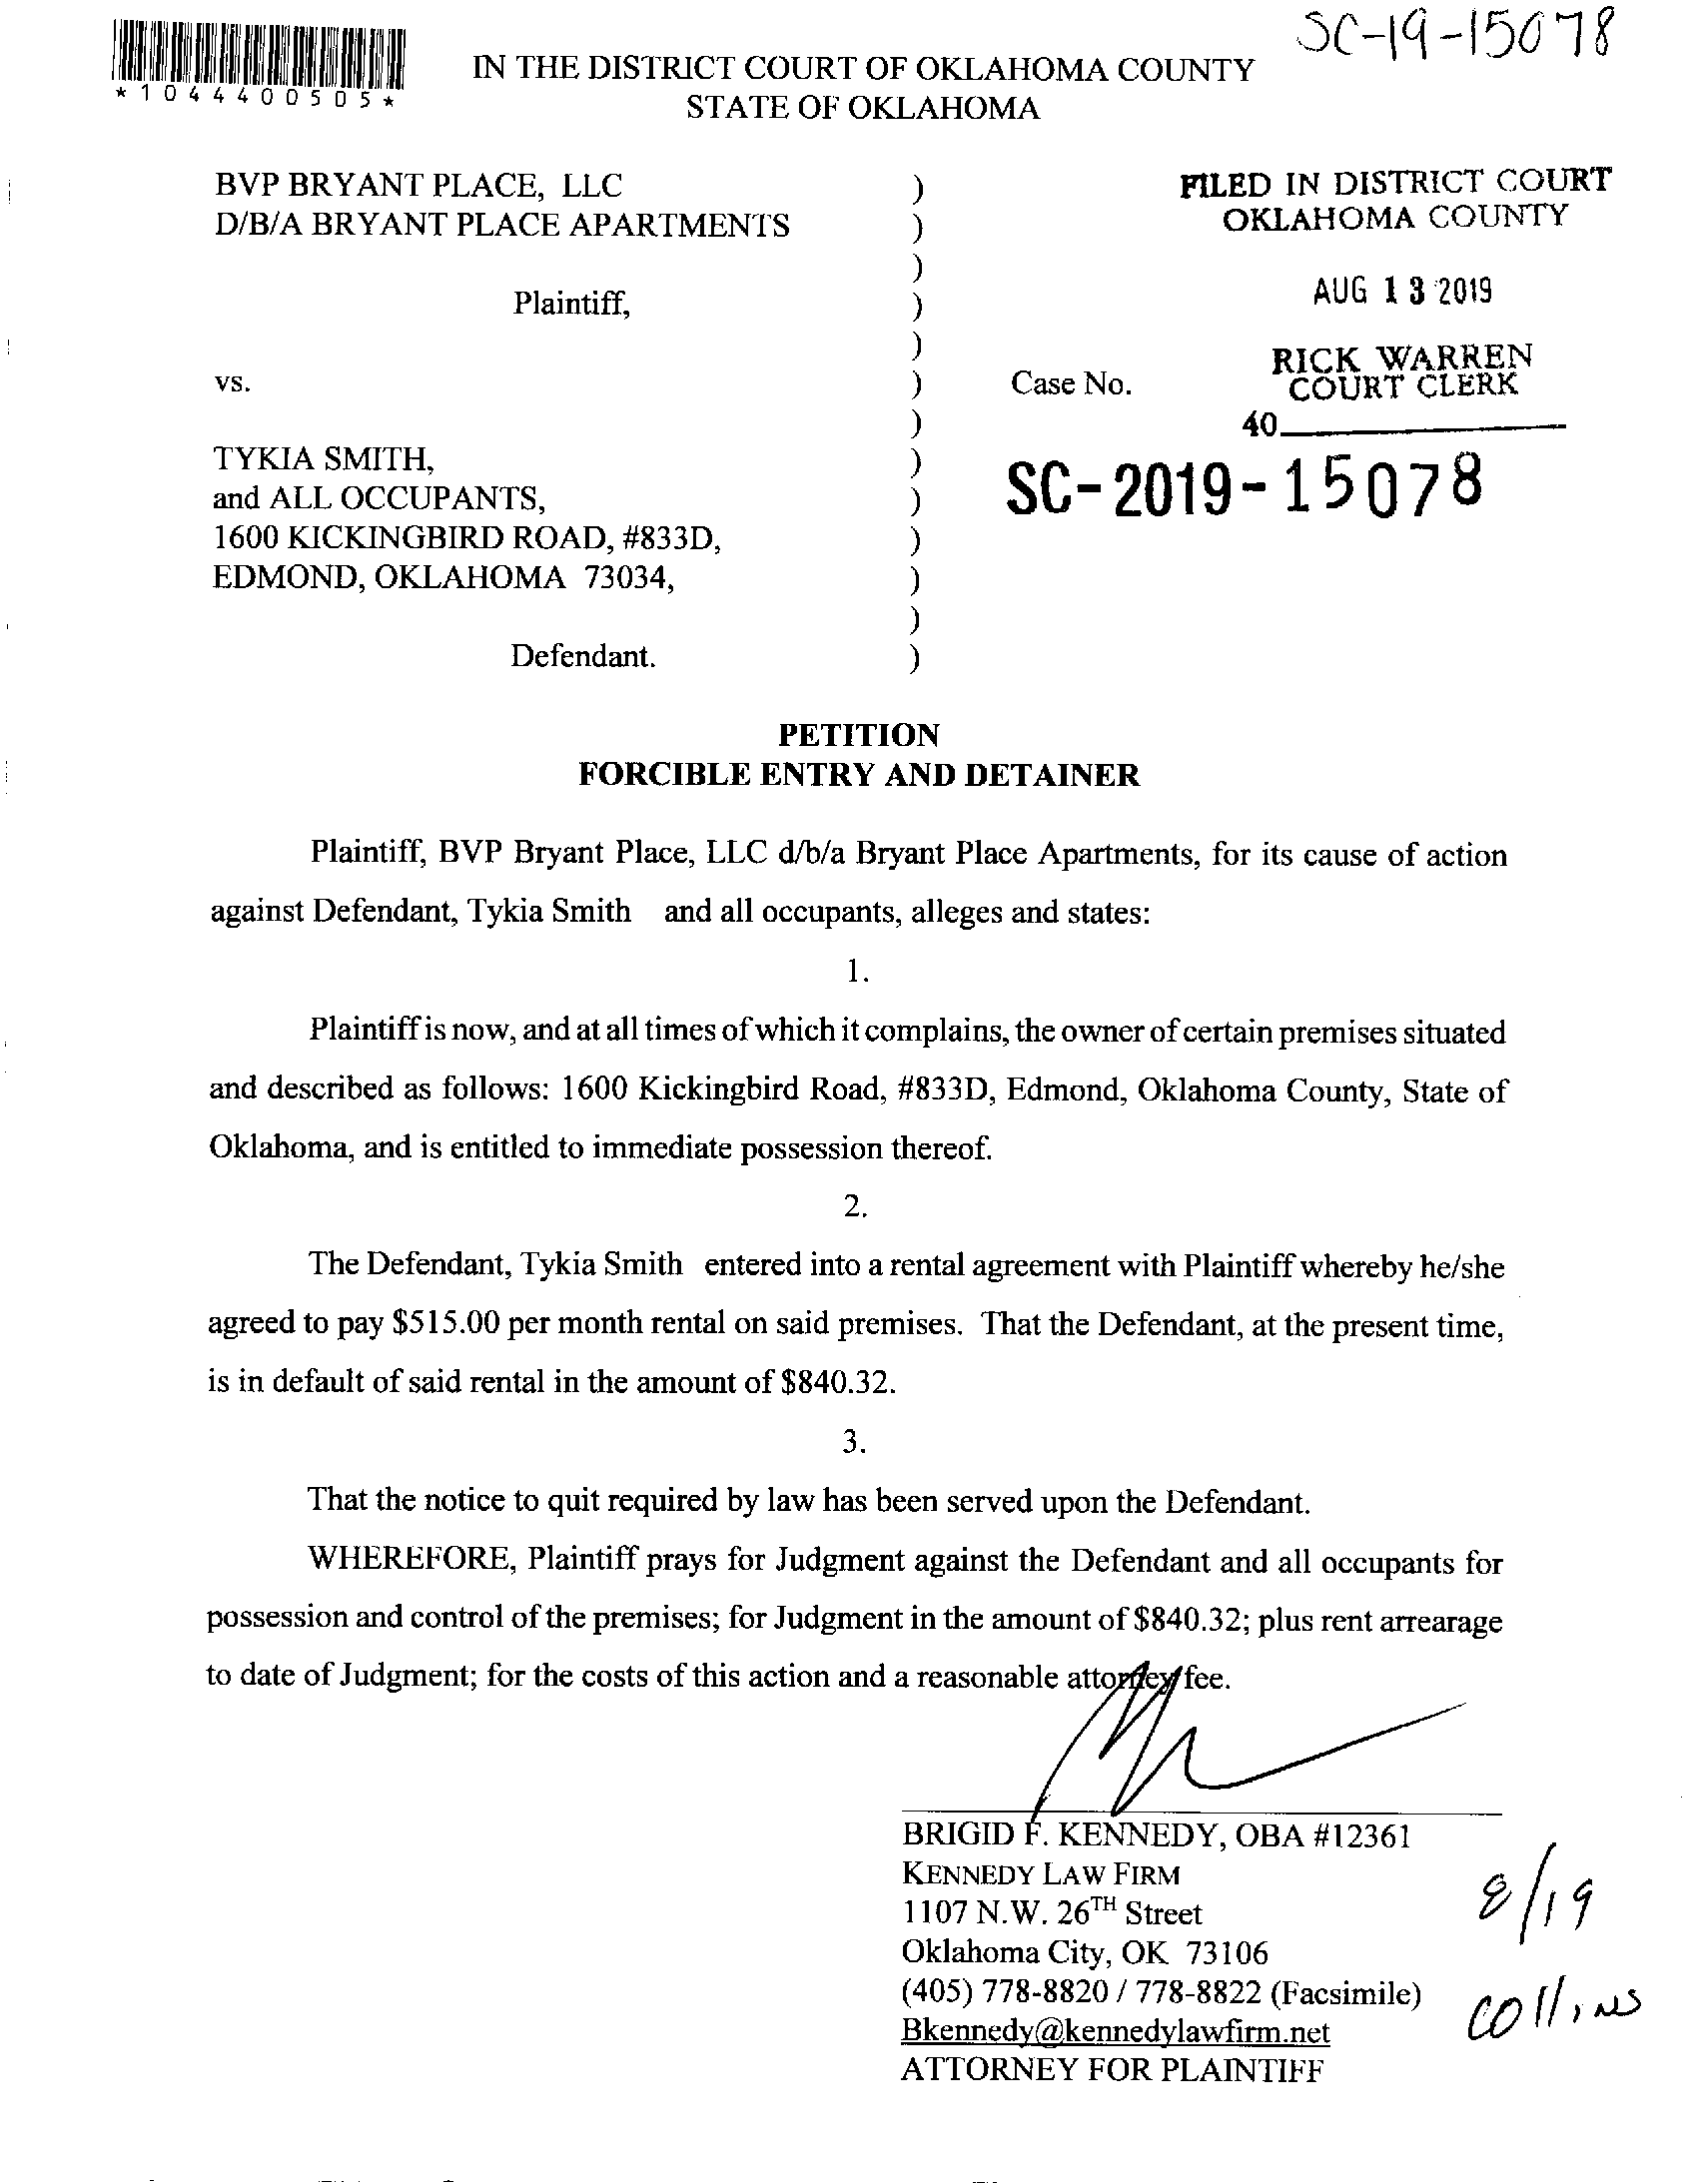 SC-19-15078
*1044400505*
IN THE DISTRICT COURT OF OKLAHOMA COUNTY
STATE OF OKLAHOMA
BVP BRYANT PLACE, LLC )
D/B/A BRYANT PLACE APARTMENTS )
)
Plaintiff, )
)
vs. )
)
TYKIA SMITH, )
and ALL OCCUPANTS, )
1600 KICKINGBIRD ROAD, #833D, )
EDMOND, OKLAHOMA 73034, )
)
Defendant. )
FILED IN DISTRICT COURT
OKLAHOMA COUNTY
AUG 13 2019
RICK WARREN
COURT CLERK
40
Case No.
SC-2019-15078
PETITION
FORCIBLE ENTRY AND DETAINER
Plaintiff, BVP Bryant Place, LLC d/b/a Bryant Place Apartments, for its cause of action
against Defendant, Tykia Smith and all occupants, alleges and states:
1.
Plaintiff is now, and at all times of which it complains, the owner of certain premises situated
and described as follows: 1600 Kickingbird Road, #833D, Edmond, Oklahoma County, State of
Oklahoma, and is entitled to immediate possession thereof.
2.
The Defendant, Tykia Smith entered into a rental agreement with Plaintiff whereby he/she
agreed to pay $515.00 per month rental on said premises. That the Defendant, at the present time,
is in default of said rental in the amount of $840.32.
3.
That the notice to quit required by law has been served upon the Defendant.
WHEREFORE, Plaintiff prays for Judgment against the Defendant and all occupants for
possession and control of the premises; for Judgment in the amount of $840.32; plus rent arrearage
to date of Judgment; for the costs of this action and a reasonable attorney fee.
BRIGID F. KENNEDY, OBA #12361
KENNEDY LAW FIRM
1107 N.W. 26TH Street
Oklahoma City, OK 73106
(405) 778-8820 / 778-8822 (Facsimile)
Bkennedy@kennedylawfirm.net
ATTORNEY FOR PLAINTIFF
8/19
Collins